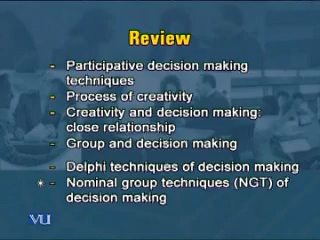 Review
- Participative decision making
techniques
- Process of creativity
- Creativity and decision making:
close relationship
- Group and decision making
- Delphi techniques of decision making
* - Nominal group techniques (NGT) of
decision making
VU